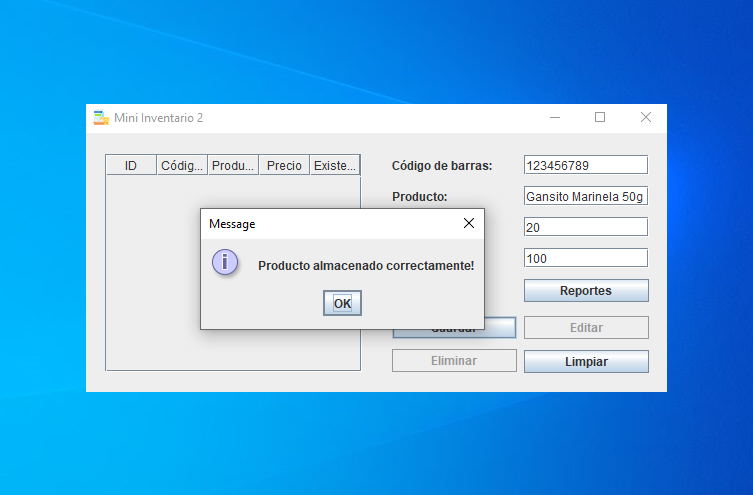 Mini Inventario 2
ID Códig... Produ... Precio Existe...
Código de barras: 123456789
Producto: Gansito Marinela 50g
20
100
Message
Producto almacenado correctamente!
OK
Reportes
Guardar Editar
Eliminar Limpiar